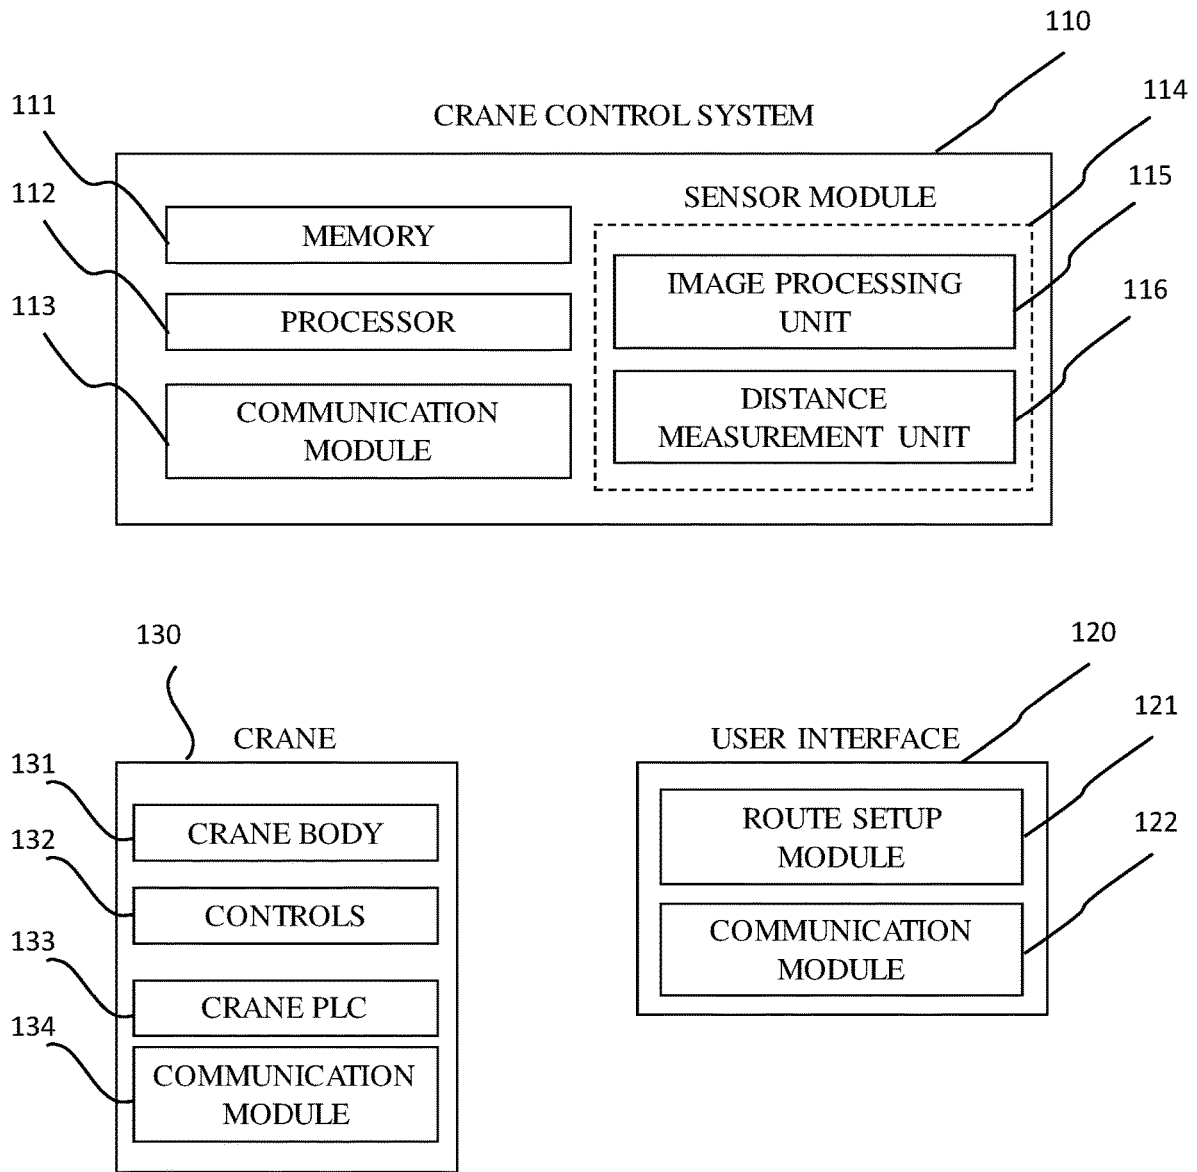 110
111
CRANE CONTROL SYSTEM
114
112
SENSOR MODULE
115
MEMORY
IMAGE PROCESSING
UNIT
116
113
PROCESSOR
COMMUNICATION
MODULE
DISTANCE
MEASUREMENT UNIT
130
120
CRANE
USER INTERFACE
121
131
CRANE BODY
ROUTE SETUP
MODULE
122
132
CONTROLS
COMMUNICATION
MODULE
133
CRANE PLC
134
COMMUNICATION
MODULE